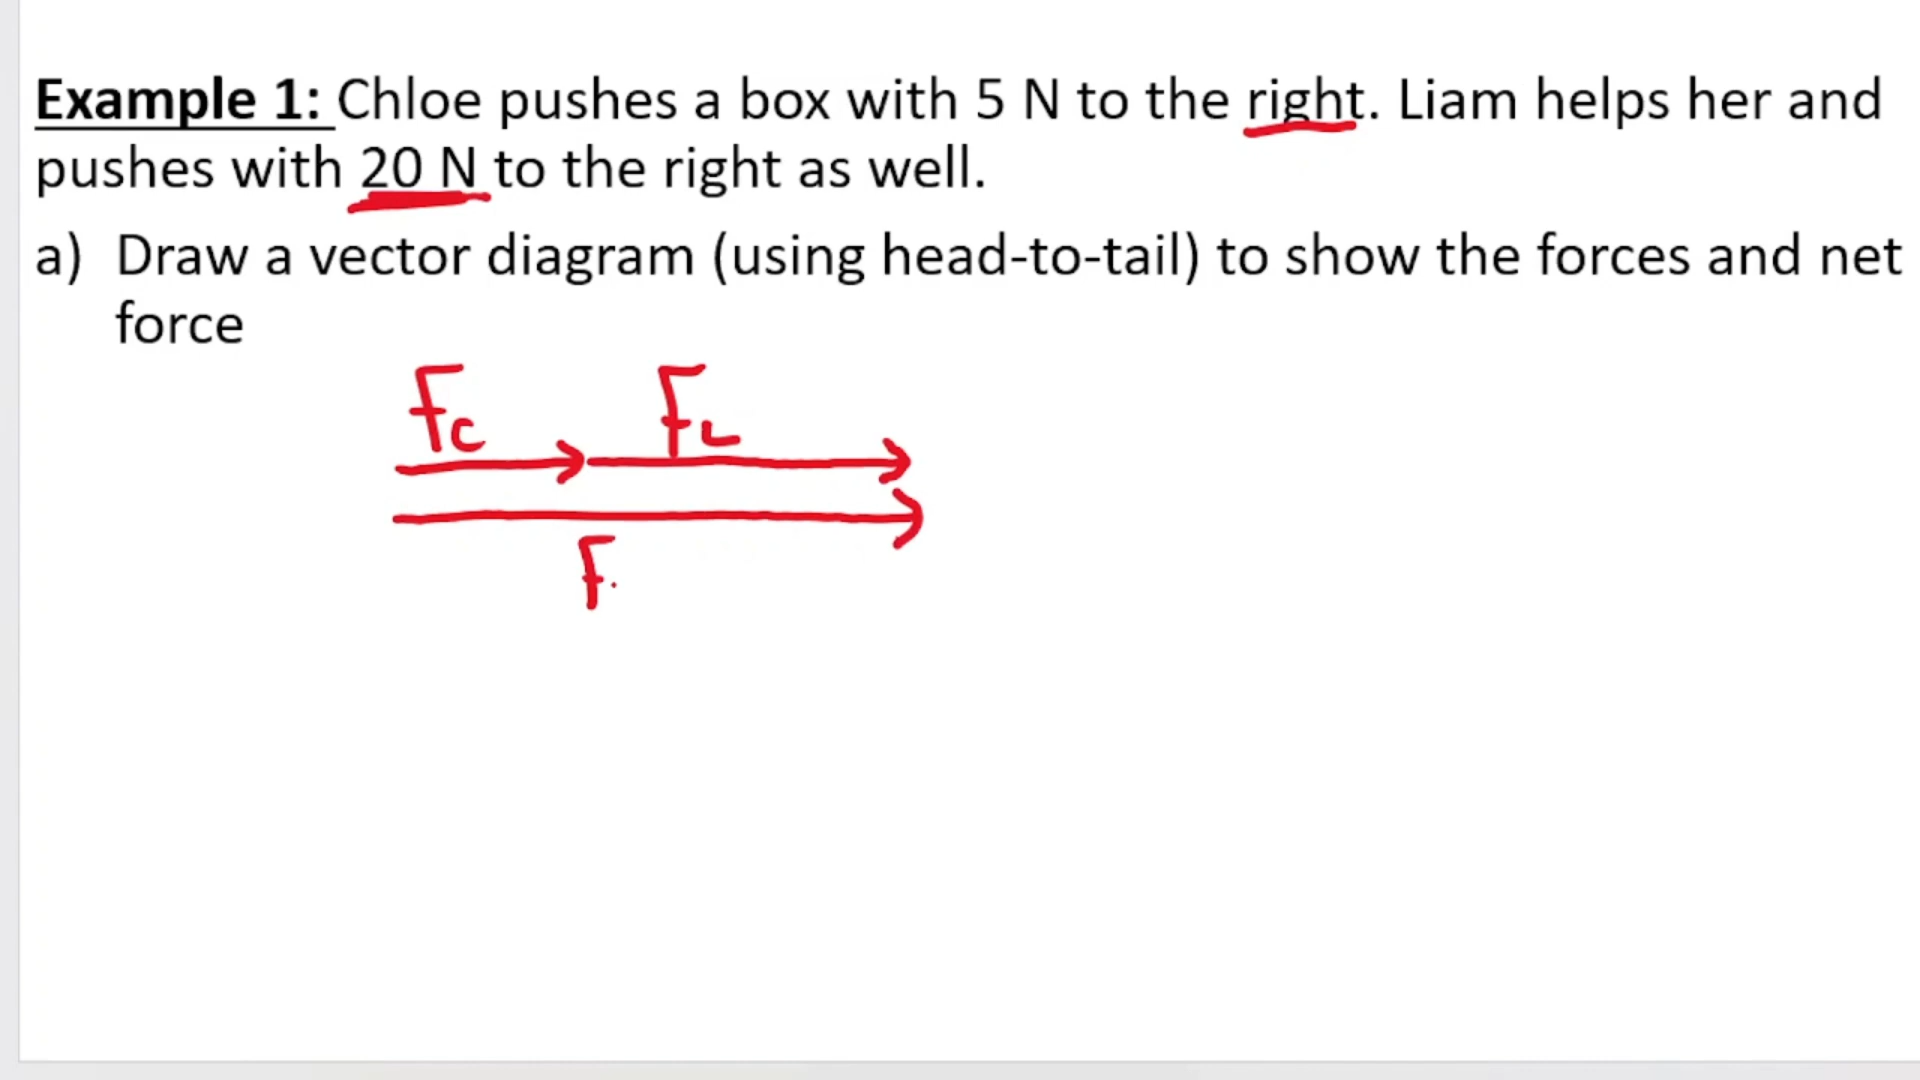 Example 1: Chloe pushes a box with 5 N to the right. Liam helps her and
pushes with 20 N to the right as well.
a) Draw a vector diagram (using head-to-tail) to show the forces and net
force
Fc FL
F